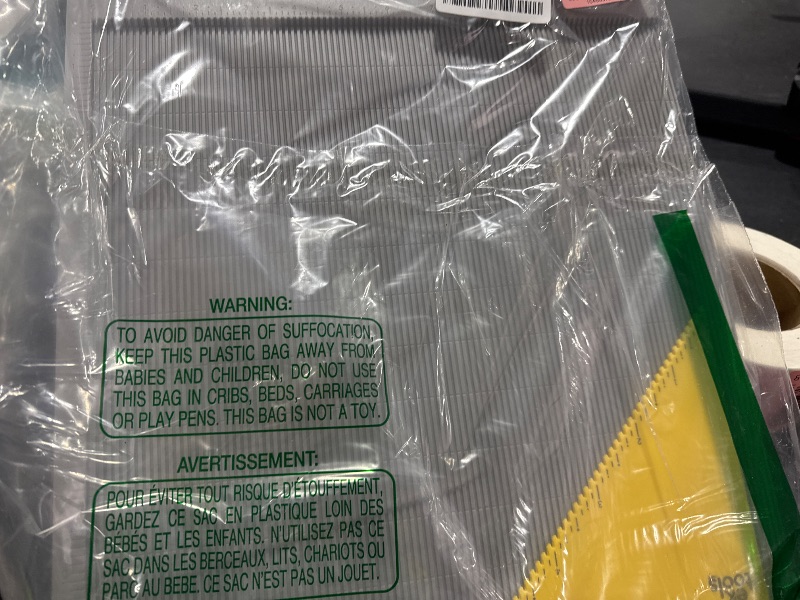 WARNING:
TO AVOID DANGER OF SUFFOCATION,
KEEP THIS PLASTIC BAG AWAY FROM
BABIES AND CHILDREN, DO NOT USE
THIS BAG IN CRIBS, BEDS, CARRIAGES
OR PLAY PENS. THIS BAG IS NOT A TOY.
AVERTISSEMENT:
POUR ÉVITER TOUT RISQUE D'ÉTOUFFEMENT,
GARDEZ CE SAC EN PLASTIQUE LOIN DES
BÉBÉS ET LES ENFANTS, N'UTILISEZ PAS CE
SAC DANS LES BERCEAUX, LITS, CHARIOTS OU
PARC AU BEBE. CE SAC N'EST PAS UN JOUET.